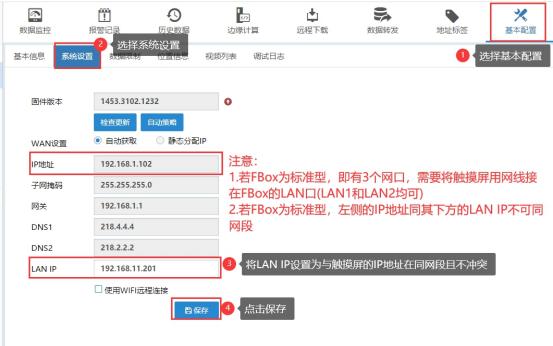 数据监控 报警记录 历史数据 边缘计算 远程下载 数据转发 地址标签 基本配置
2 选择系统设置
1 选择基本配置
基本信息 系统设置 数据限制 位置信息 视频列表 调试日志
固件版本 1453.3102.1232
检查更新 自动策略
WAN设置 自动获取 静态分配IP
IP地址 192.168.1.102
子网掩码 255.255.255.0
网关 192.168.1.1
DNS1 218.4.4.4
DNS2 218.2.2.2
LAN IP 192.168.11.201
注意：
1.若FBox为标准型，即有3个网口，需要将触摸屏用网线接
在FBox的LAN口(LAN1和LAN2均可)
2.若FBox为标准型，左侧的IP地址同其下方的LAN IP不可同
网段
3 将LAN IP设置为与触摸屏的IP地址在同网段且不冲突
使用WIFI远程连接
保存
4 点击保存